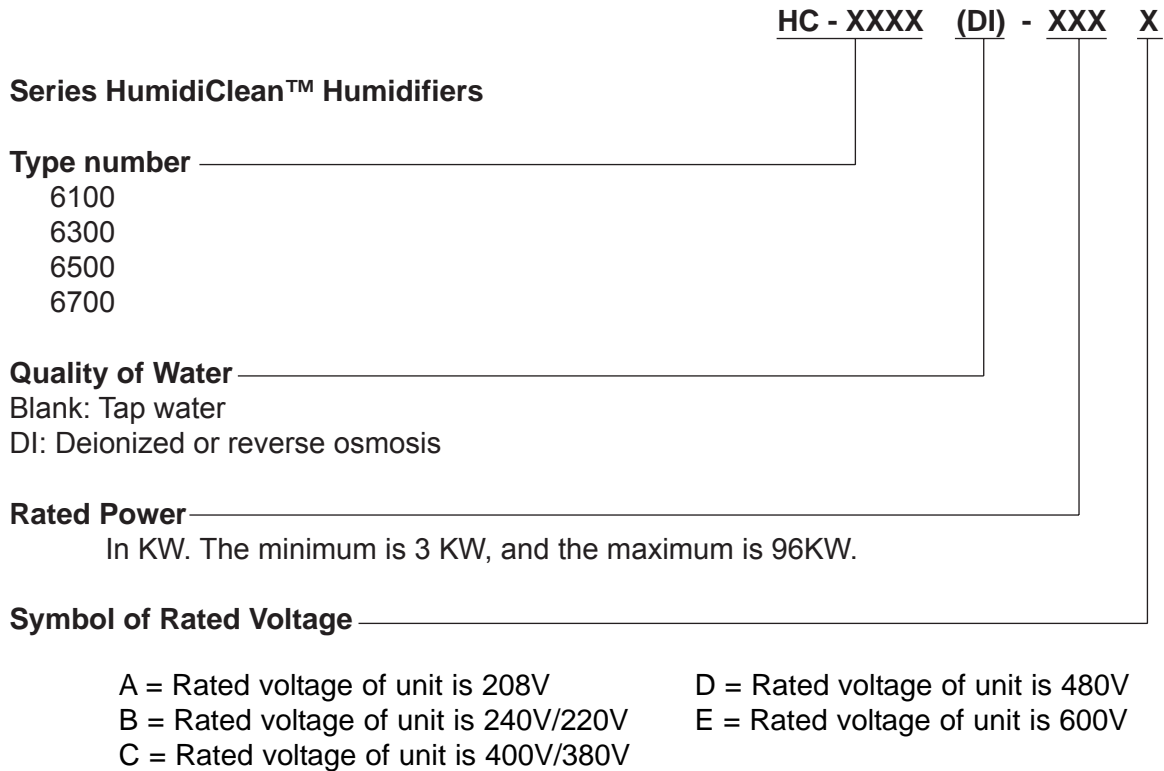 HC - XXXX (DI) - XXX X
Series HumidiClean™ Humidifiers
Type number
6100
6300
6500
6700
Quality of Water
Blank: Tap water
DI: Deionized or reverse osmosis
Rated Power
In KW. The minimum is 3 KW, and the maximum is 96KW.
Symbol of Rated Voltage
A = Rated voltage of unit is 208V
B = Rated voltage of unit is 240V/220V
C = Rated voltage of unit is 400V/380V
D = Rated voltage of unit is 480V
E = Rated voltage of unit is 600V